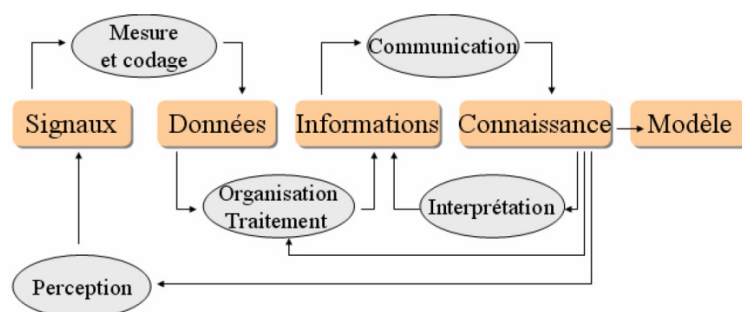 Mesure
et codage
Communication
Signaux
Données
Informations
Connaissance
Modèle
Organisation
Traitement
Interprétation
Perception